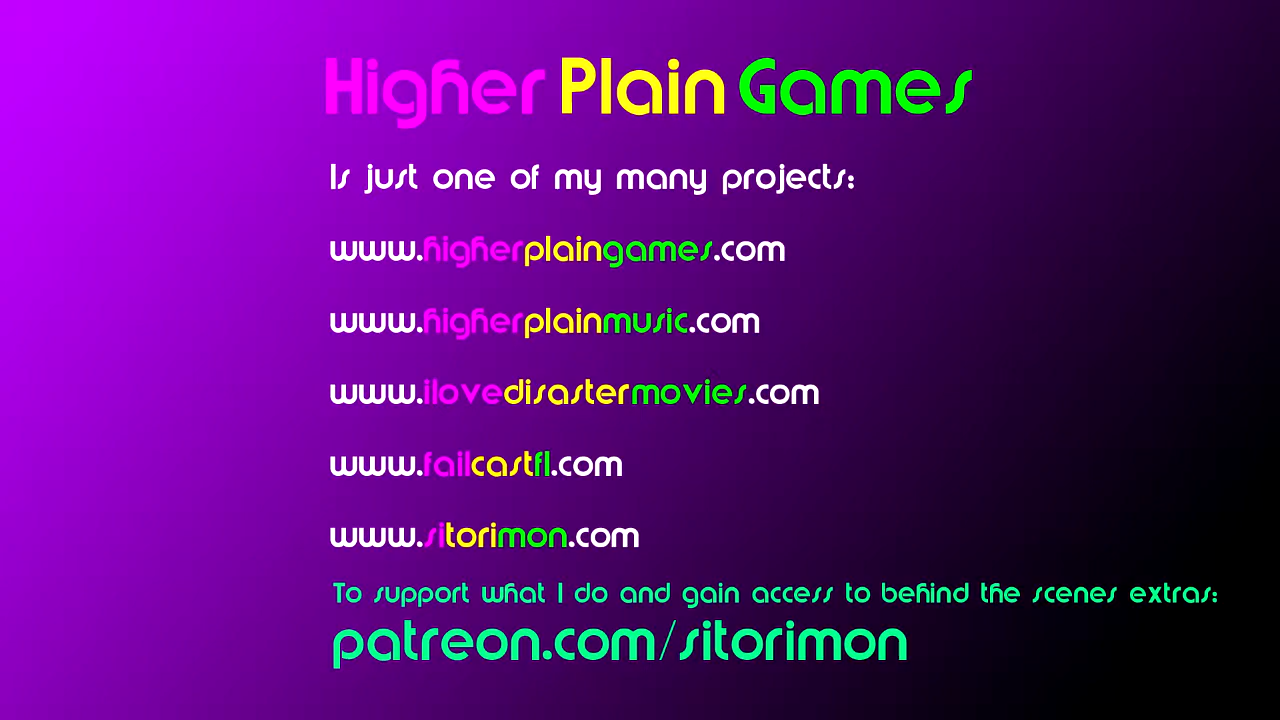 Higher Plain Games
Is just one of my many projects:
www.higherplaingames.com
www.higherplainmusic.com
www.ilovedisastermovies.com
www.failcastfl.com
www.sitorimon.com
To support what I do and gain access to behind the scenes extras:
patreon.com/sitorimon